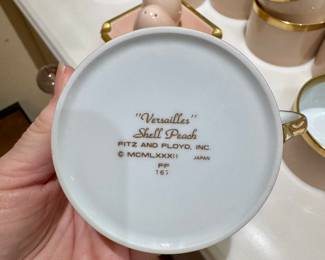 "Versailles"
Shell Peach
FITZ AND FLOYD, INC.
© MCMLXXXII JAPAN
FF
167